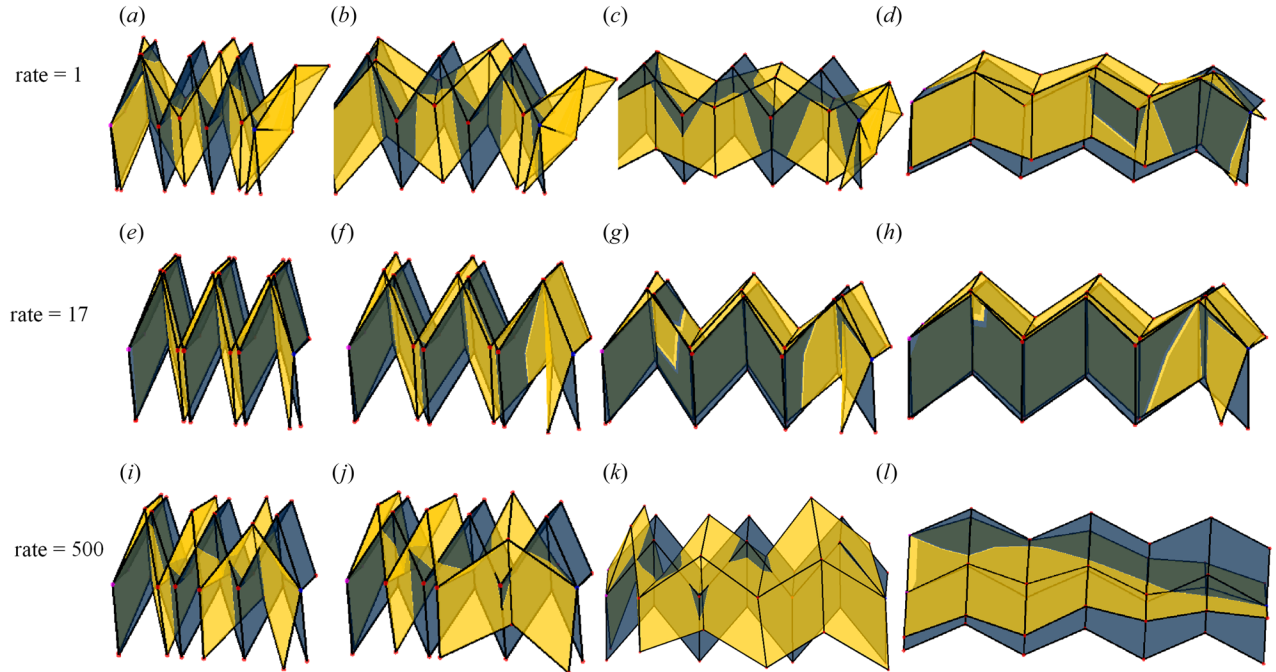 (a) (b) (c) (d)
rate = 1
(e) (f) (g) (h)
rate = 17
(i) (j) (k) (l)
rate = 500